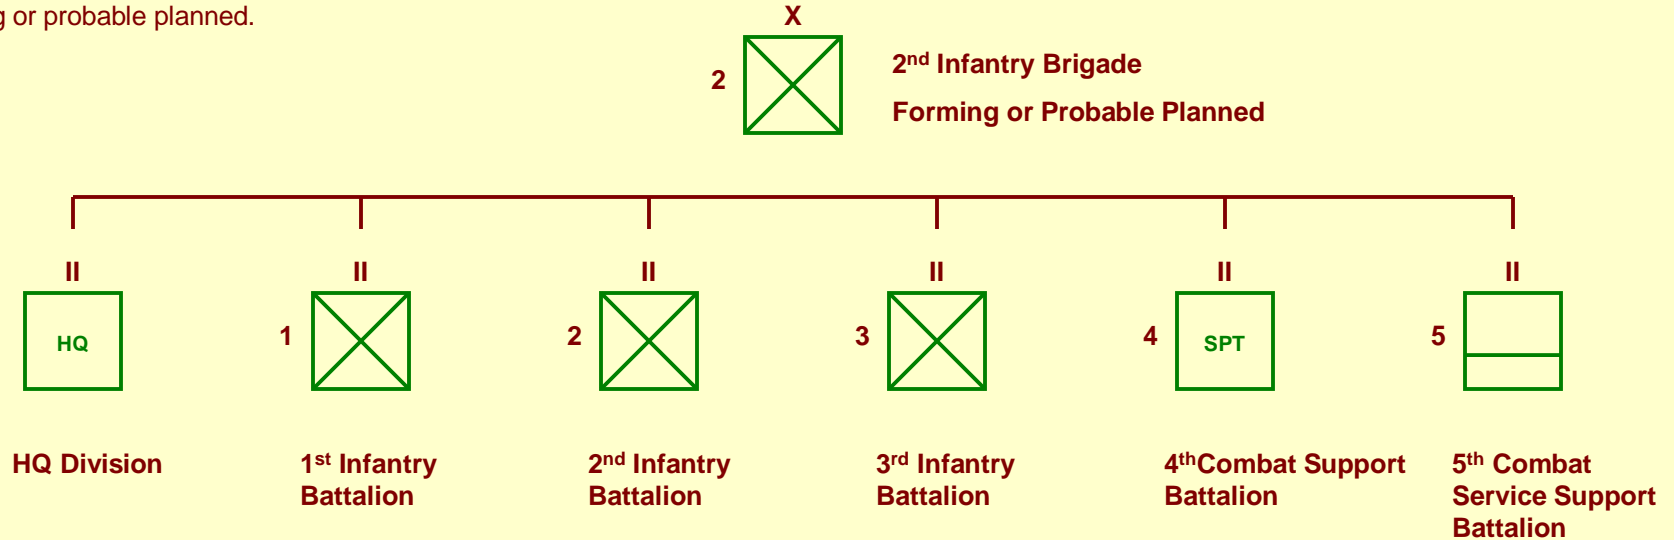 g or probable planned.
X
2
2nd Infantry Brigade
Forming or Probable Planned
II
II
II
II
II
II
HQ
1
2
3
4
SPT
5
HQ Division
1st Infantry
Battalion
2nd Infantry
Battalion
3rd Infantry
Battalion
4thCombat Support
Battalion
5th Combat
Service Support
Battalion